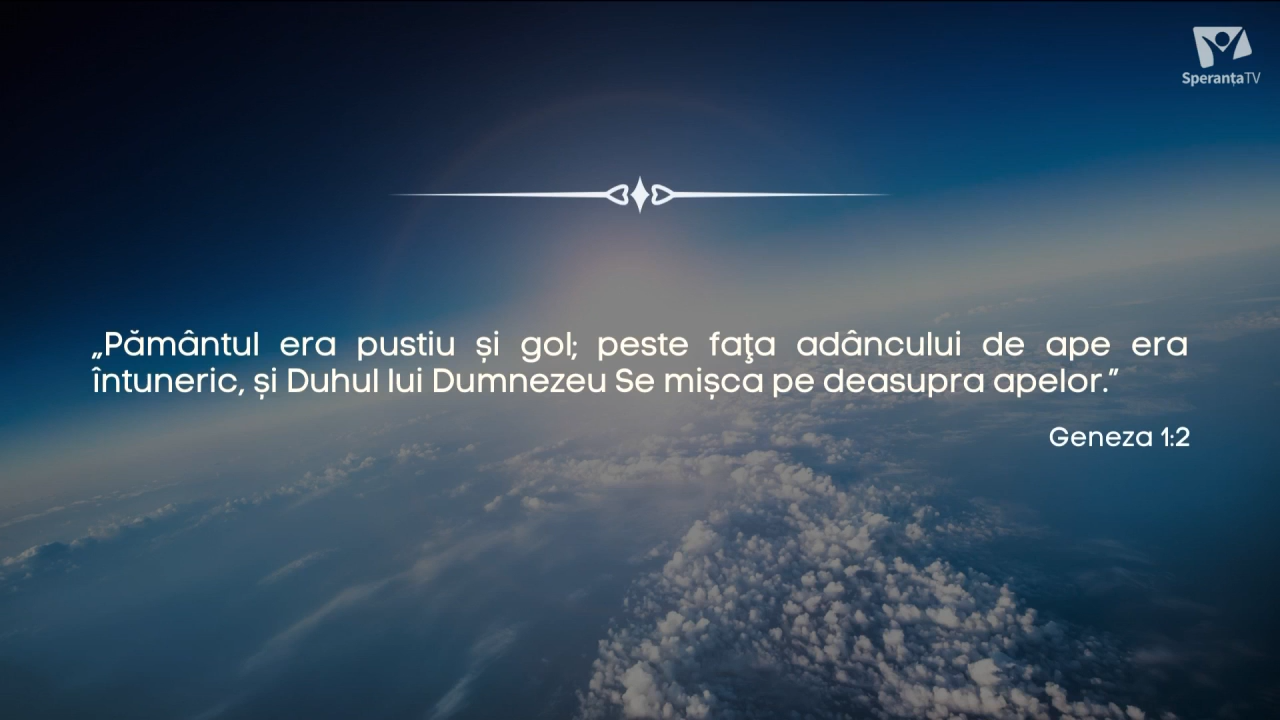 SperanțaTV
„Pământul era pustiu și gol; peste faţa adâncului de ape era
întuneric, și Duhul lui Dumnezeu Se mișca pe deasupra apelor.”
Geneza 1:2